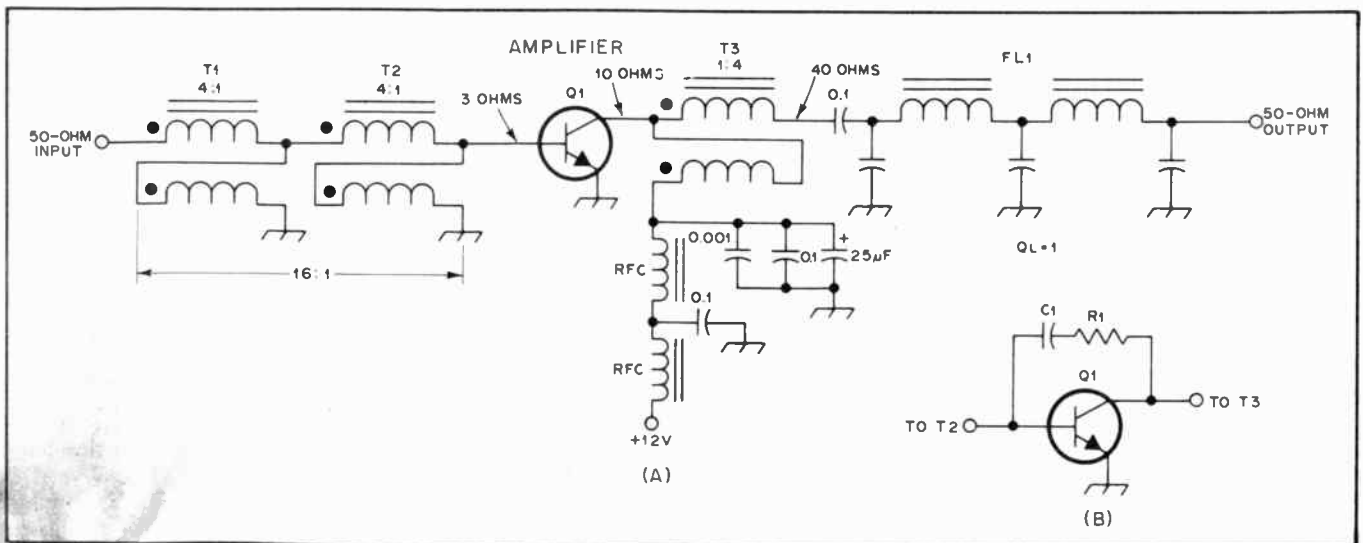 AMPLIFIER
T1
4:1
T2
4:1
Q1
3 OHMS
10 OHMS
T3
1:4
40 OHMS
0.1
FL1
50-OHM
INPUT
50-OHM
OUTPUT
16:1
RFC
0.001
0.1
+
25µF
QL=1
0.1
RFC
+12V
(A)
C1
R1
Q1
TO T2
TO T3
(B)